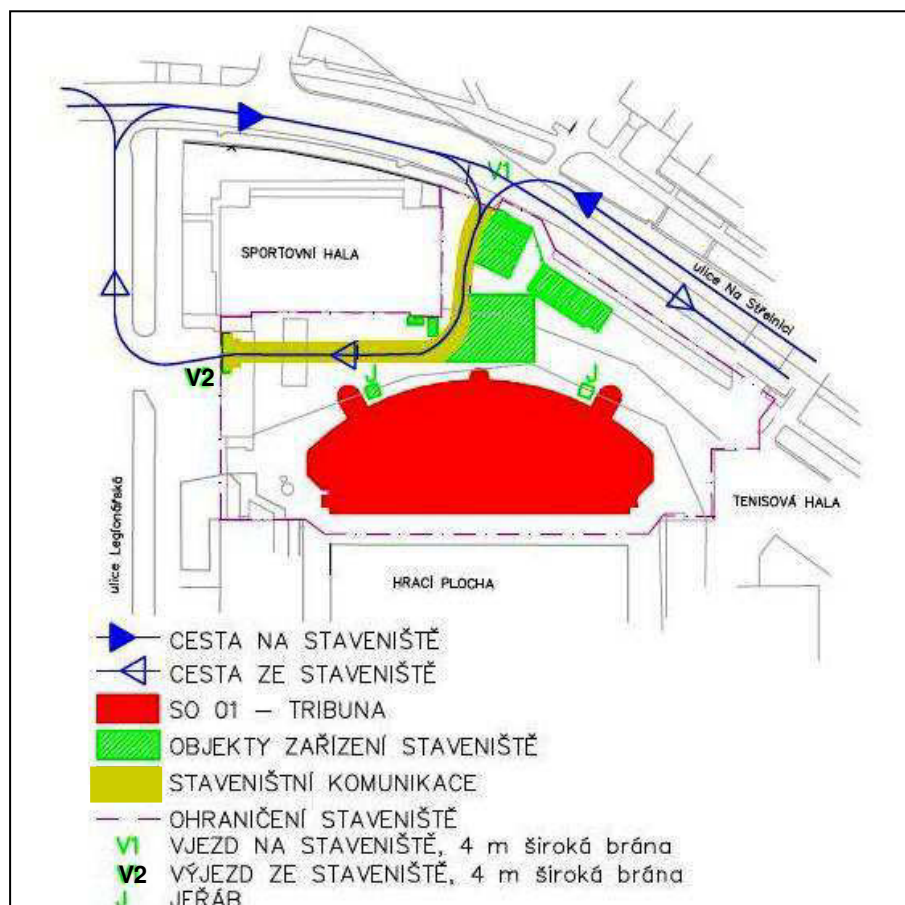 V1
SPORTOVNÍ HALA
ulice Na Střelnici
V2
J
J
ulice Legionářská
TENISOVÁ HALA
HRACÍ PLOCHA
CESTA NA STAVENIŠTĚ
CESTA ZE STAVENIŠTĚ
SO 01 – TRIBUNA
OBJEKTY ZAŘÍZENÍ STAVENIŠTĚ
STAVENIŠTNÍ KOMUNIKACE
OHRANIČENÍ STAVENIŠTĚ
V1 VJEZD NA STAVENIŠTĚ, 4 m široká brána
V2 VÝJEZD ZE STAVENIŠTĚ, 4 m široká brána
J JEŘÁB